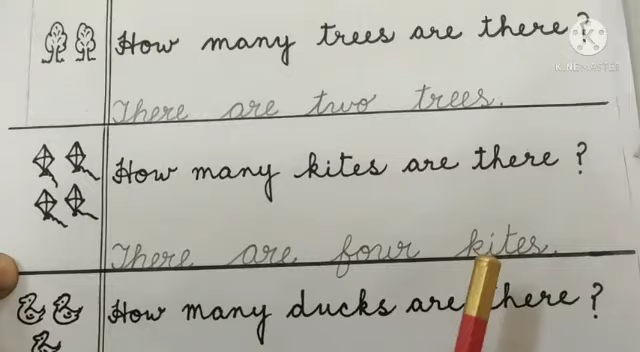 How many trees are there?
There are two trees.
How many kites are there?
There are four kites.
How many ducks are there?
KINEMASTER